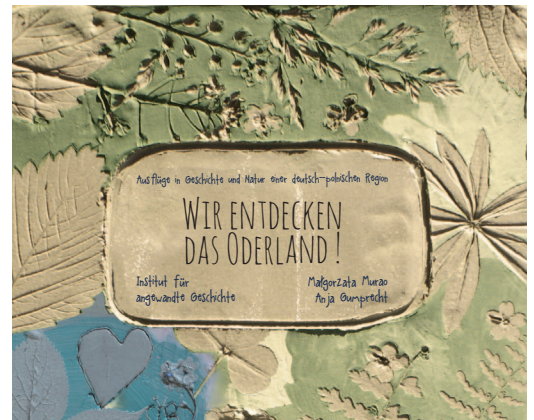 Ausflüge in Geschichte und Natur einer deutsch-polnischen Region
WIR ENTDECKEN
DAS ODERLAND!
Institut für
angewandte Geschichte
Małgorzata Murao
Anja Gumprecht